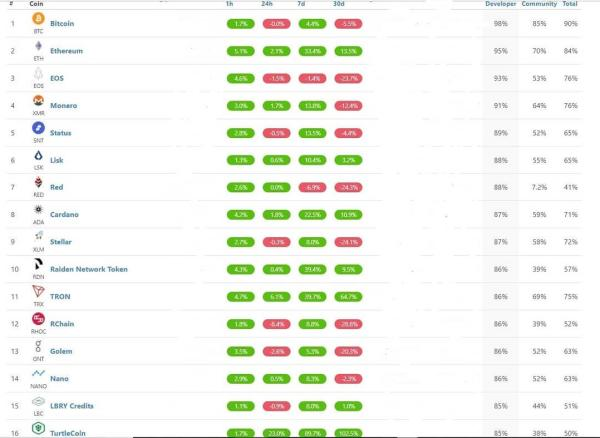 # Coin 1h 24h 7d 30d Developer Community Total
1 BTC Bitcoin 1.7% -0.0% 4.4% -5.5% 98% 85% 90%
2 ETH Ethereum 5.1% 2.1% 33.4% 13.5% 95% 70% 84%
3 EOS EOS 4.6% -1.5% -1.4% -23.7% 93% 53% 76%
4 XMR Monero 3.0% 1.7% 13.8% -12.4% 91% 64% 76%
5 SNT Status 2.8% -0.5% 13.5% -4.4% 89% 52% 65%
6 LSK Lisk 1.3% 0.6% 10.4% 3.2% 88% 55% 65%
7 RED Red 2.6% 0.0% -6.9% -24.3% 88% 7.2% 41%
8 ADA Cardano 4.2% 1.8% 22.5% 10.9% 87% 59% 71%
9 XLM Stellar 2.7% -0.3% 8.0% -24.1% 87% 58% 72%
10 RDN Raiden Network Token 4.3% 0.4% 39.4% 9.5% 86% 39% 57%
11 TRX TRON 4.7% 6.1% 39.7% 64.7% 86% 69% 75%
12 RHOC RChain 1.8% -8.4% 8.8% -28.8% 86% 39% 52%
13 GNT Golem 3.5% -2.6% 5.3% -20.3% 86% 52% 63%
14 NANO Nano 2.9% 0.5% 8.3% -2.3% 86% 52% 63%
15 LBC LBRY Credits 1.1% -0.9% 8.0% 1.0% 85% 44% 51%
16 TurtleCoin 1.7% 23.0% 89.7% 102.5% 85% 38% 50%